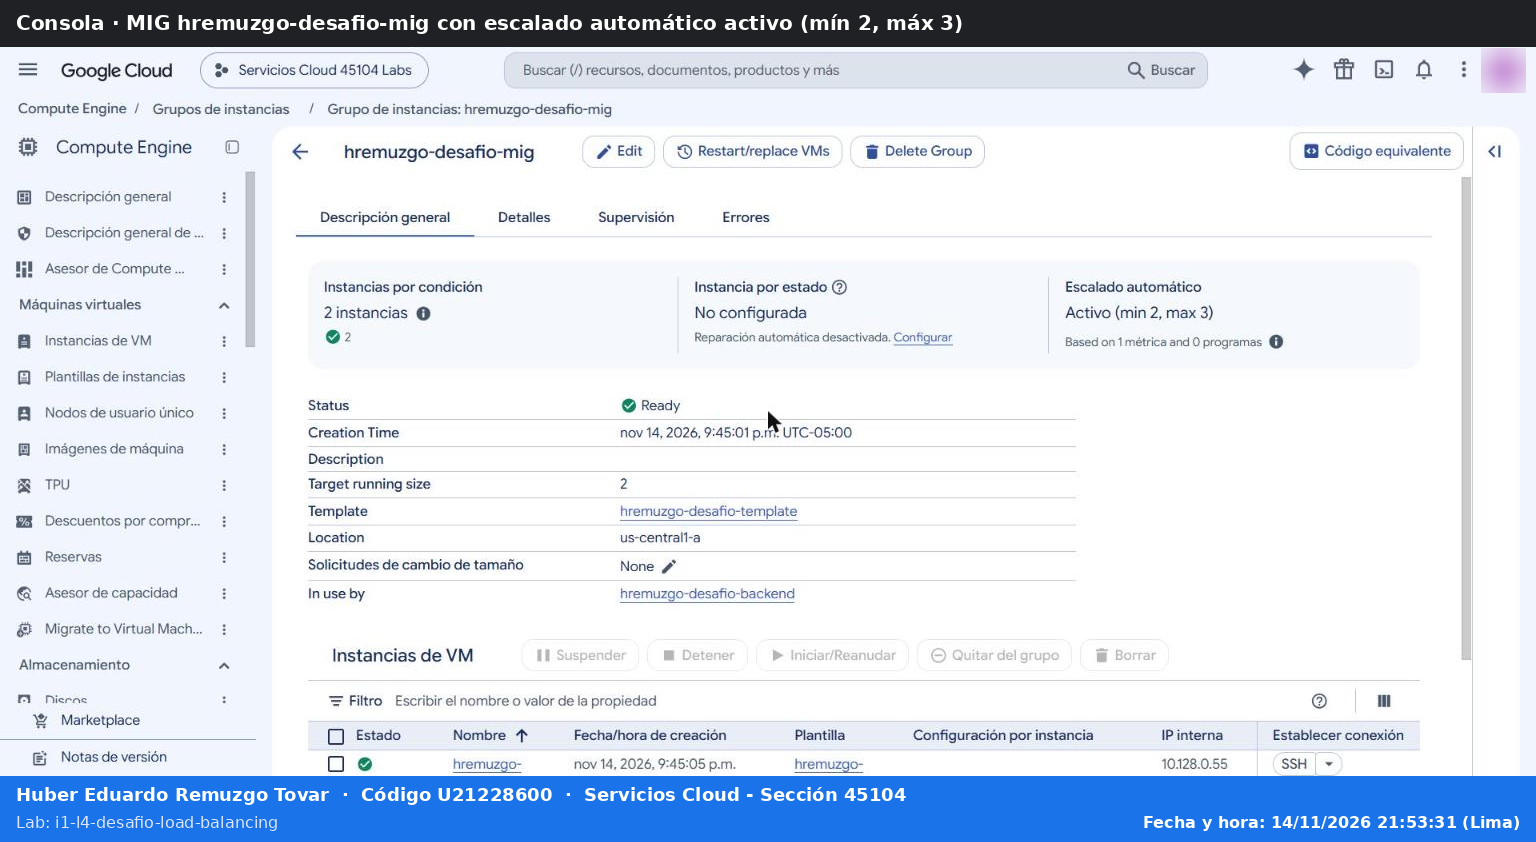 Consola · MIG hremuzgo-desafio-mig con escalado automático activo (mín 2, máx 3)
Google Cloud
Servicios Cloud 45104 Labs
Buscar (/) recursos, documentos, productos y más
Buscar
Compute Engine / Grupos de instancias / Grupo de instancias: hremuzgo-desafio-mig
Compute Engine
Descripción general
Descripción general de ...
Asesor de Compute ...
Máquinas virtuales
Instancias de VM
Plantillas de instancias
Nodos de usuario único
Imágenes de máquina
TPU
Descuentos por compr...
Reservas
Asesor de capacidad
Migrate to Virtual Mach...
Almacenamiento
Discos
Marketplace
Notas de versión
hremuzgo-desafio-mig
Edit
Restart/replace VMs
Delete Group
Código equivalente
Descripción general
Detalles
Supervisión
Errores
Instancias por condición
2 instancias
2
Instancia por estado
No configurada
Reparación automática desactivada. Configurar
Escalado automático
Activo (min 2, max 3)
Based on 1 métrica and 0 programas
Status Ready
Creation Time nov 14, 2026, 9:45:01 p.m. UTC-05:00
Description
Target running size 2
Template hremuzgo-desafio-template
Location us-central1-a
Solicitudes de cambio de tamaño None
In use by hremuzgo-desafio-backend
Instancias de VM
Suspender
Detener
Iniciar/Reanudar
Quitar del grupo
Borrar
Filtro Escribir el nombre o valor de la propiedad
Estado Nombre Fecha/hora de creación Plantilla Configuración por instancia IP interna Establecer conexión
hremuzgo- nov 14, 2026, 9:45:05 p.m. hremuzgo- 10.128.0.55 SSH
Huber Eduardo Remuzgo Tovar · Código U21228600 · Servicios Cloud - Sección 45104
Lab: i1-l4-desafio-load-balancing
Fecha y hora: 14/11/2026 21:53:31 (Lima)